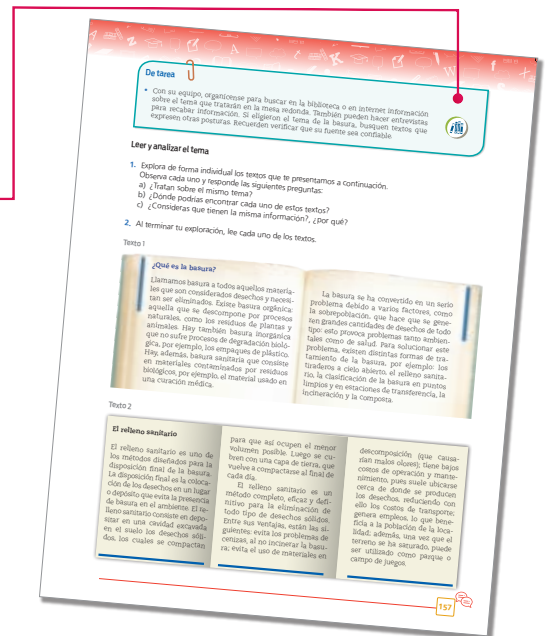 De tarea
• Con su equipo, organícense para buscar en la biblioteca o en internet información
sobre el tema que tratarán en la mesa redonda. También pueden hacer entrevistas
para recabar información. Si eligieron el tema de la basura, busquen textos que
expresen otras posturas. Recuerden verificar que su fuente sea confiable.
Leer y analizar el tema
1. Explora de forma individual los textos que te presentamos a continuación.
Observa cada uno y responde las siguientes preguntas:
a) ¿Tratan sobre el mismo tema?
b) ¿Dónde podrías encontrar cada uno de estos textos?
c) ¿Consideras que tienen la misma información?, ¿por qué?
2. Al terminar tu exploración, lee cada uno de los textos.
Texto 1
¿Qué es la basura?
Llamamos basura a todos aquellos materia-
les que son considerados desechos y necesi-
tan ser eliminados. Existe basura orgánica:
aquella que se descompone por procesos
naturales, como los residuos de plantas y
animales. Hay también basura inorgánica
que no sufre procesos de degradación bioló-
gica, por ejemplo, los empaques de plástico.
Hay, además, basura sanitaria que consiste
en materiales contaminados por residuos
biológicos, por ejemplo, el material usado en
una curación médica.
La basura se ha convertido en un serio
problema debido a varios factores, como
la sobrepoblación, que hace que se gene-
ren grandes cantidades de desechos de todo
tipo: esto provoca problemas tanto ambien-
tales como de salud. Para solucionar este
problema, existen distintas formas de tra-
tamiento de la basura, por ejemplo: los
tiraderos a cielo abierto, el relleno sanita-
rio, la clasificación de la basura en puntos
limpios y en estaciones de transferencia, la
incineración y la composta.
Texto 2
El relleno sanitario
El relleno sanitario es uno de
los métodos diseñados para la
disposición final de la basura.
La disposición final es la coloca-
ción de los desechos en un lugar
o depósito que evita la presencia
de basura en el ambiente. El re-
lleno sanitario consiste en depo-
sitar en una cavidad excavada
en el suelo los desechos sóli-
dos, los cuales se compactan
para que así ocupen el menor
volumen posible. Luego se cu-
bren con una capa de tierra, que
vuelve a compactarse al final de
cada día.
El relleno sanitario es un
método completo, eficaz y defi-
nitivo para la eliminación de
todo tipo de desechos sólidos.
Entre sus ventajas, están las si-
guientes: evita los problemas de
cenizas, al no incinerar la basu-
ra; evita el uso de materiales en
descomposición (que causa-
rían malos olores); tiene bajos
costos de operación y mante-
nimiento, pues suele ubicarse
cerca de donde se producen
los desechos, reduciendo con
ello los costos de transporte;
genera empleos, lo que bene-
ficia a la población de la loca-
lidad; además, una vez que el
terreno se ha saturado, puede
ser utilizado como parque o
campo de juegos.
157